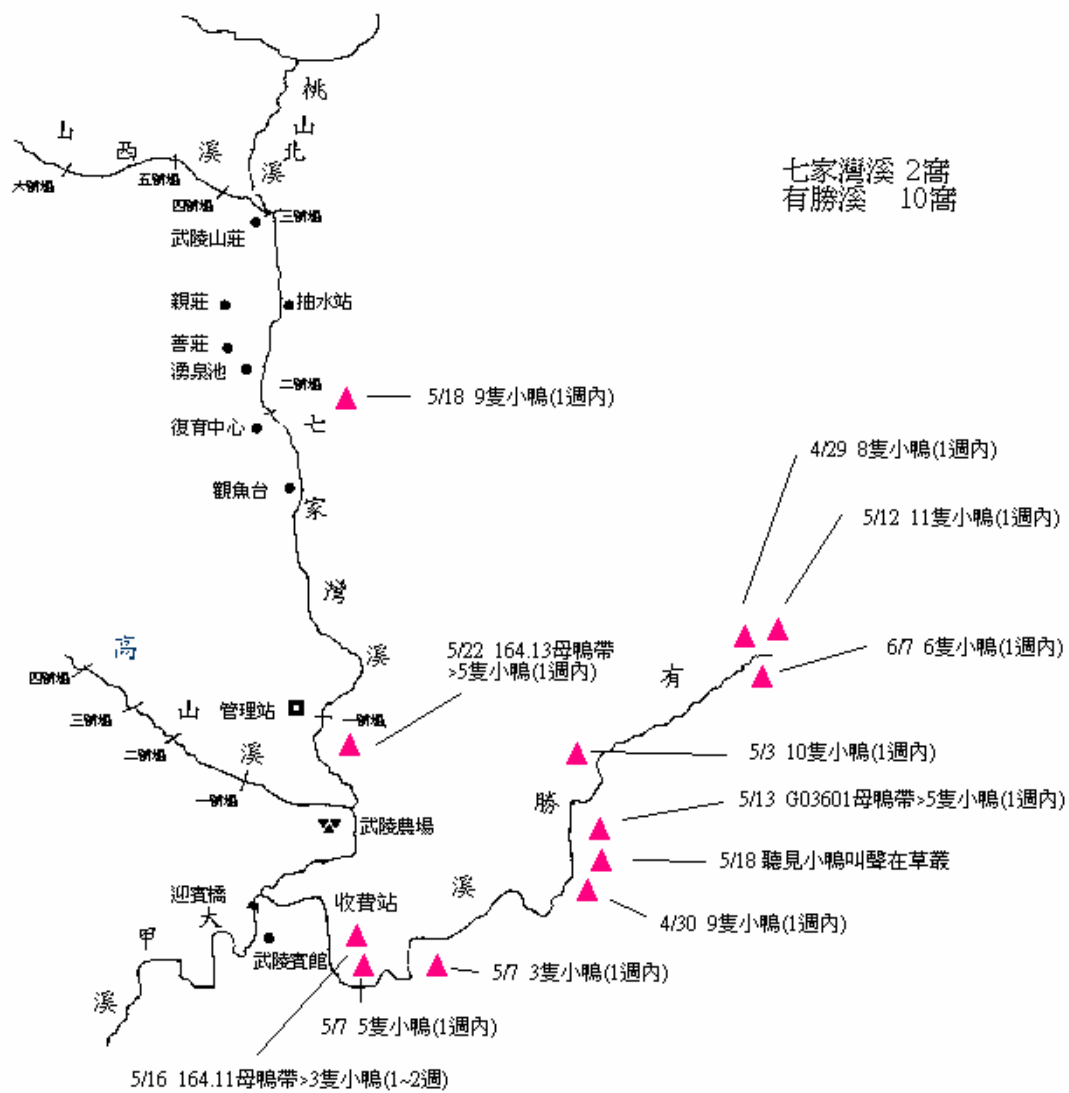 桃山北溪
山西溪
七家灣溪 2窩
有勝溪 10窩
六號壩
五號壩
四號壩
三號壩
武陵山莊
親莊
抽水站
善莊
湧泉池
二號壩
5/18 9隻小鴨(1週內)
復育中心
七家灣溪
4/29 8隻小鴨(1週內)
觀魚台
5/12 11隻小鴨(1週內)
高山溪
5/22 164.13母鴨帶
>5隻小鴨(1週內)
6/7 6隻小鴨(1週內)
有勝溪
四號壩
三號壩
管理站
一號壩
二號壩
5/3 10隻小鴨(1週內)
一號壩
5/13 G03601母鴨帶>5隻小鴨(1週內)
武陵農場
5/18 聽見小鴨叫聲在草叢
迎賓橋
收費站
4/30 9隻小鴨(1週內)
大甲溪
武陵賓館
5/7 3隻小鴨(1週內)
5/7 5隻小鴨(1週內)
5/16 164.11母鴨帶>3隻小鴨(1~2週)